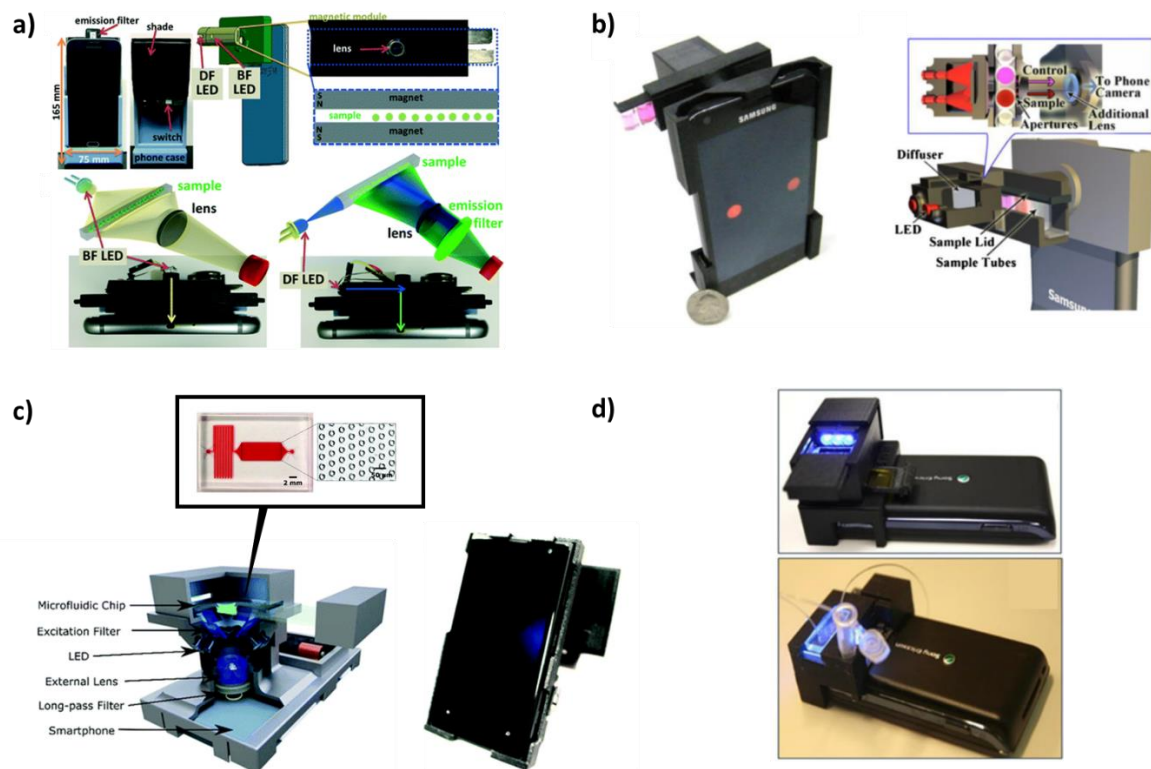 a)
emission filter
shade
165 mm
switch
75 mm
phone case
DF LED
BF LED
magnetic module
lens
S
N
magnet
sample
N
S
magnet
sample
lens
BF LED
sample
emission filter
lens
DF LED
b)
SAMSUNG
Control
To Phone Camera
Sample
Additional Lens
Apertures
Diffuser
LED
Sample Lid
Sample Tubes
c)
2 mm
Microfluidic Chip
Excitation Filter
LED
External Lens
Long-pass Filter
Smartphone
d)
Sony Ericsson